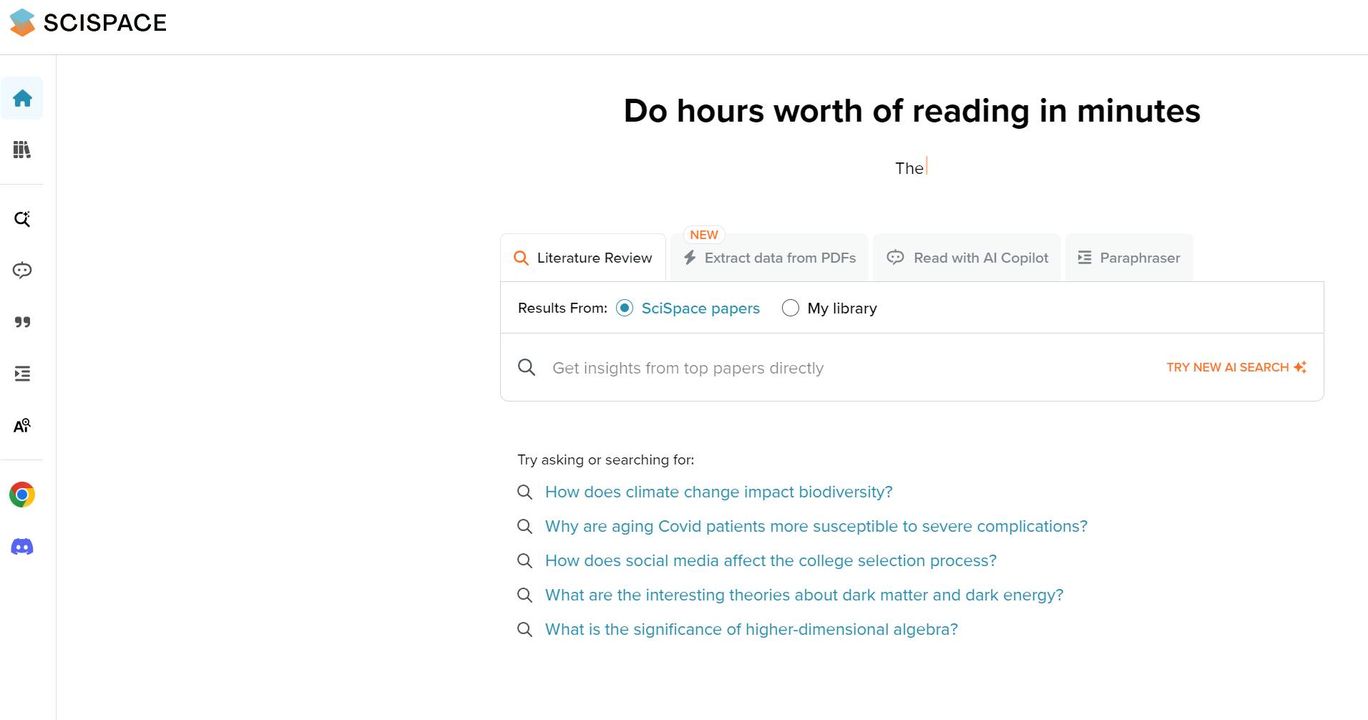 SCISPACE
Do hours worth of reading in minutes
The
NEW
Literature Review
Extract data from PDFs
Read with AI Copilot
Paraphraser
Results From: SciSpace papers My library
Get insights from top papers directly TRY NEW AI SEARCH
Try asking or searching for:
How does climate change impact biodiversity?
Why are aging Covid patients more susceptible to severe complications?
How does social media affect the college selection process?
What are the interesting theories about dark matter and dark energy?
What is the significance of higher-dimensional algebra?
Ai